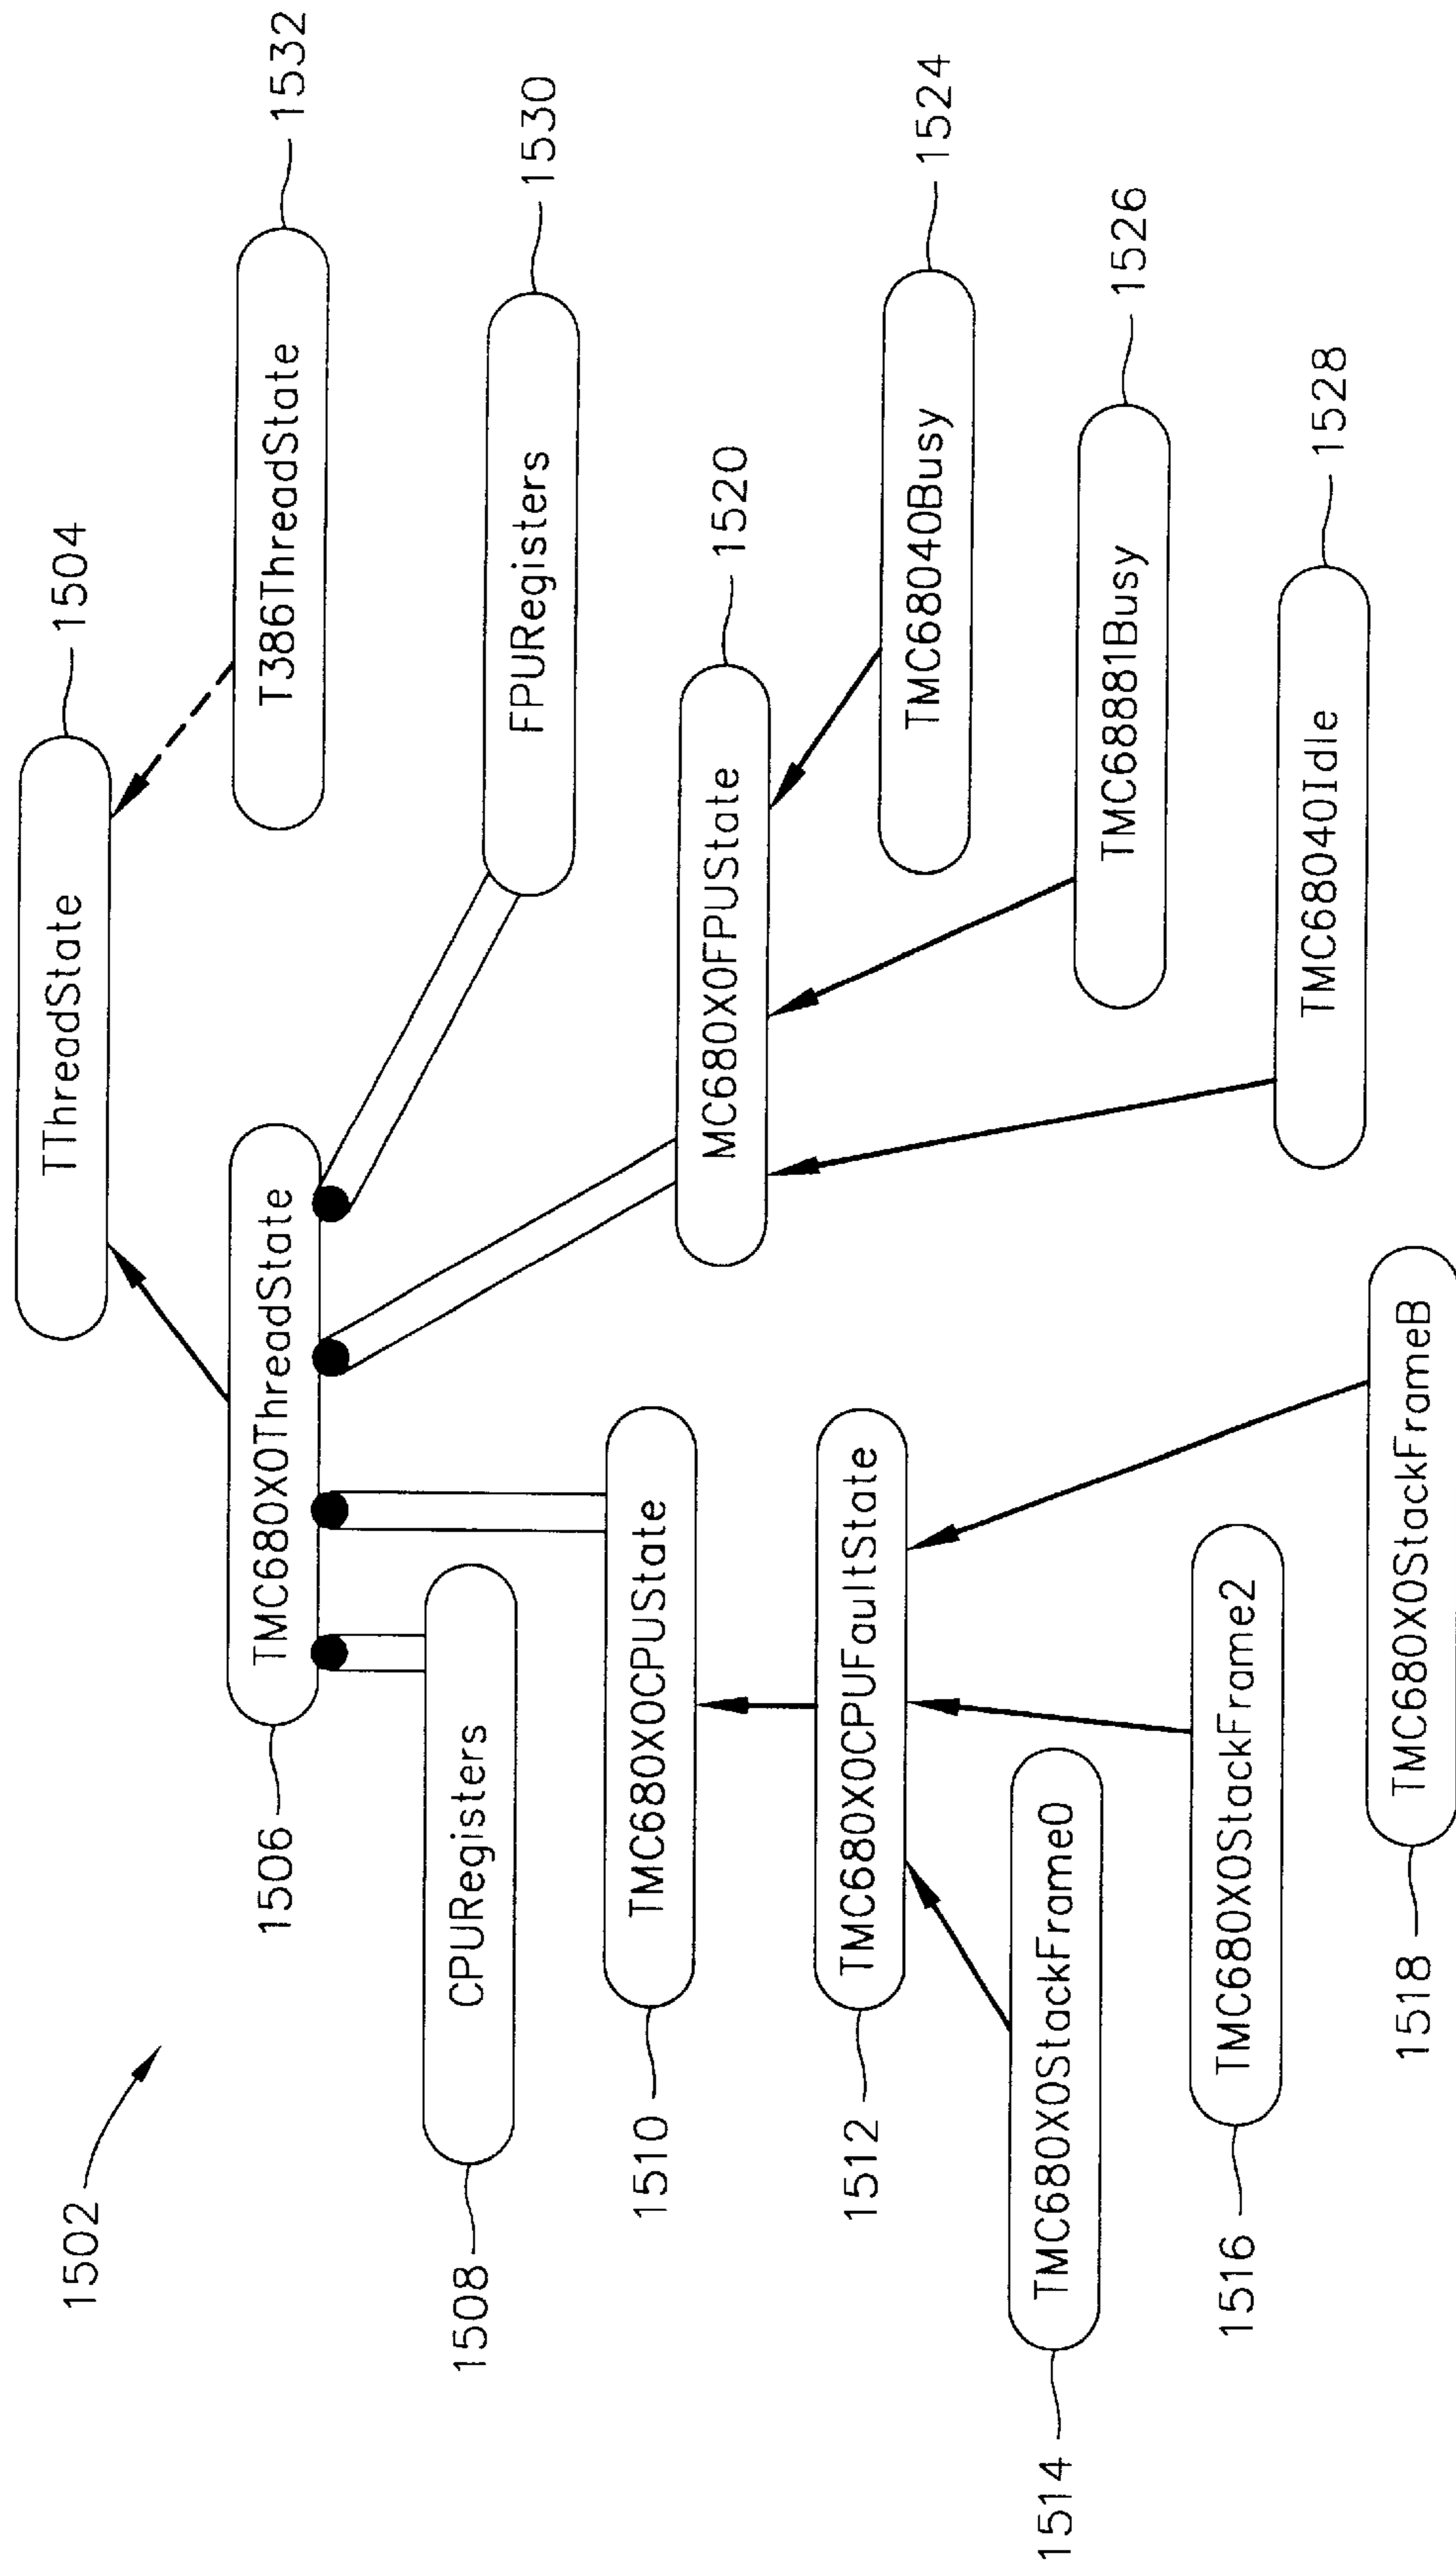 1502
TThreadState
1504
1506
TMC680X0ThreadState
T386ThreadState
1532
1508
CPURegisters
FPURegisters
1530
1510
TMC680X0CPUState
MC680X0FPUState
1520
1512
TMC680X0CPUFaultState
TMC68040Busy
1524
1514
TMC680X0StackFrame0
TMC68881Busy
1526
1516
TMC680X0StackFrame2
TMC68040Idle
1528
1518
TMC680X0StackFrameB